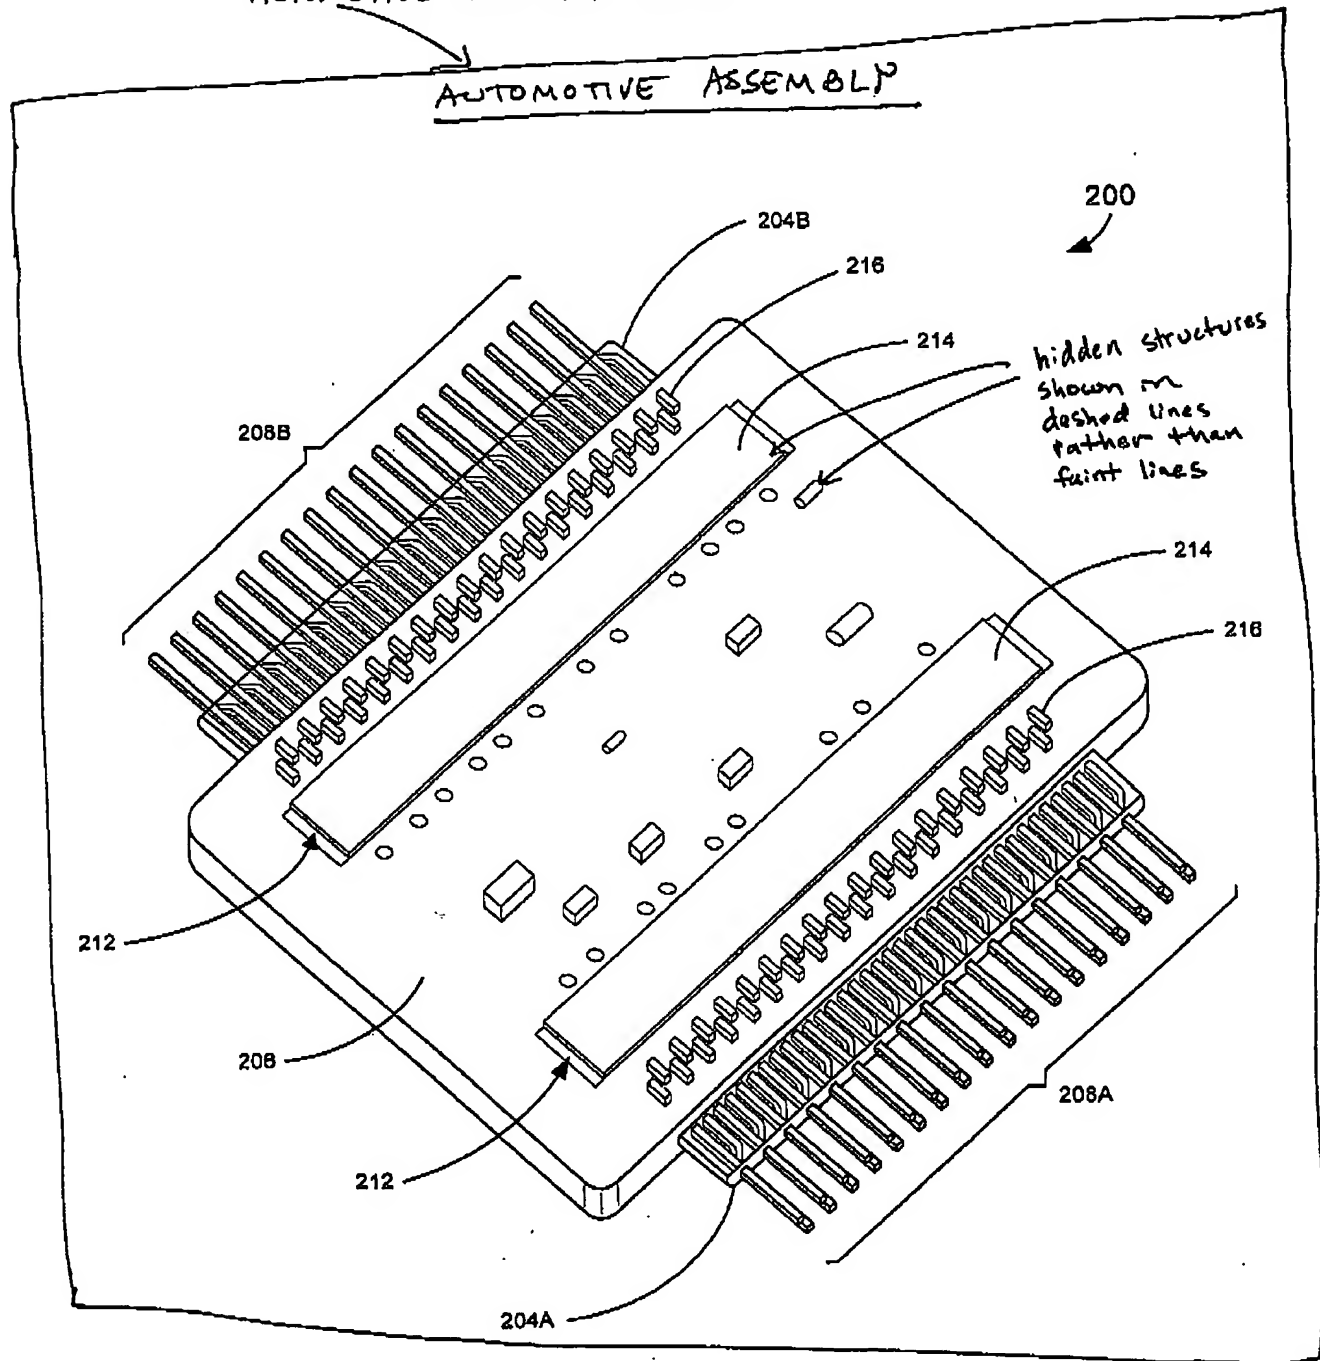 AUTOMOTIVE ASSEMBLY
200
204B
216
214
hidden structures
shown in
dashed lines
rather than
faint lines
208B
214
216
212
206
208A
212
204A